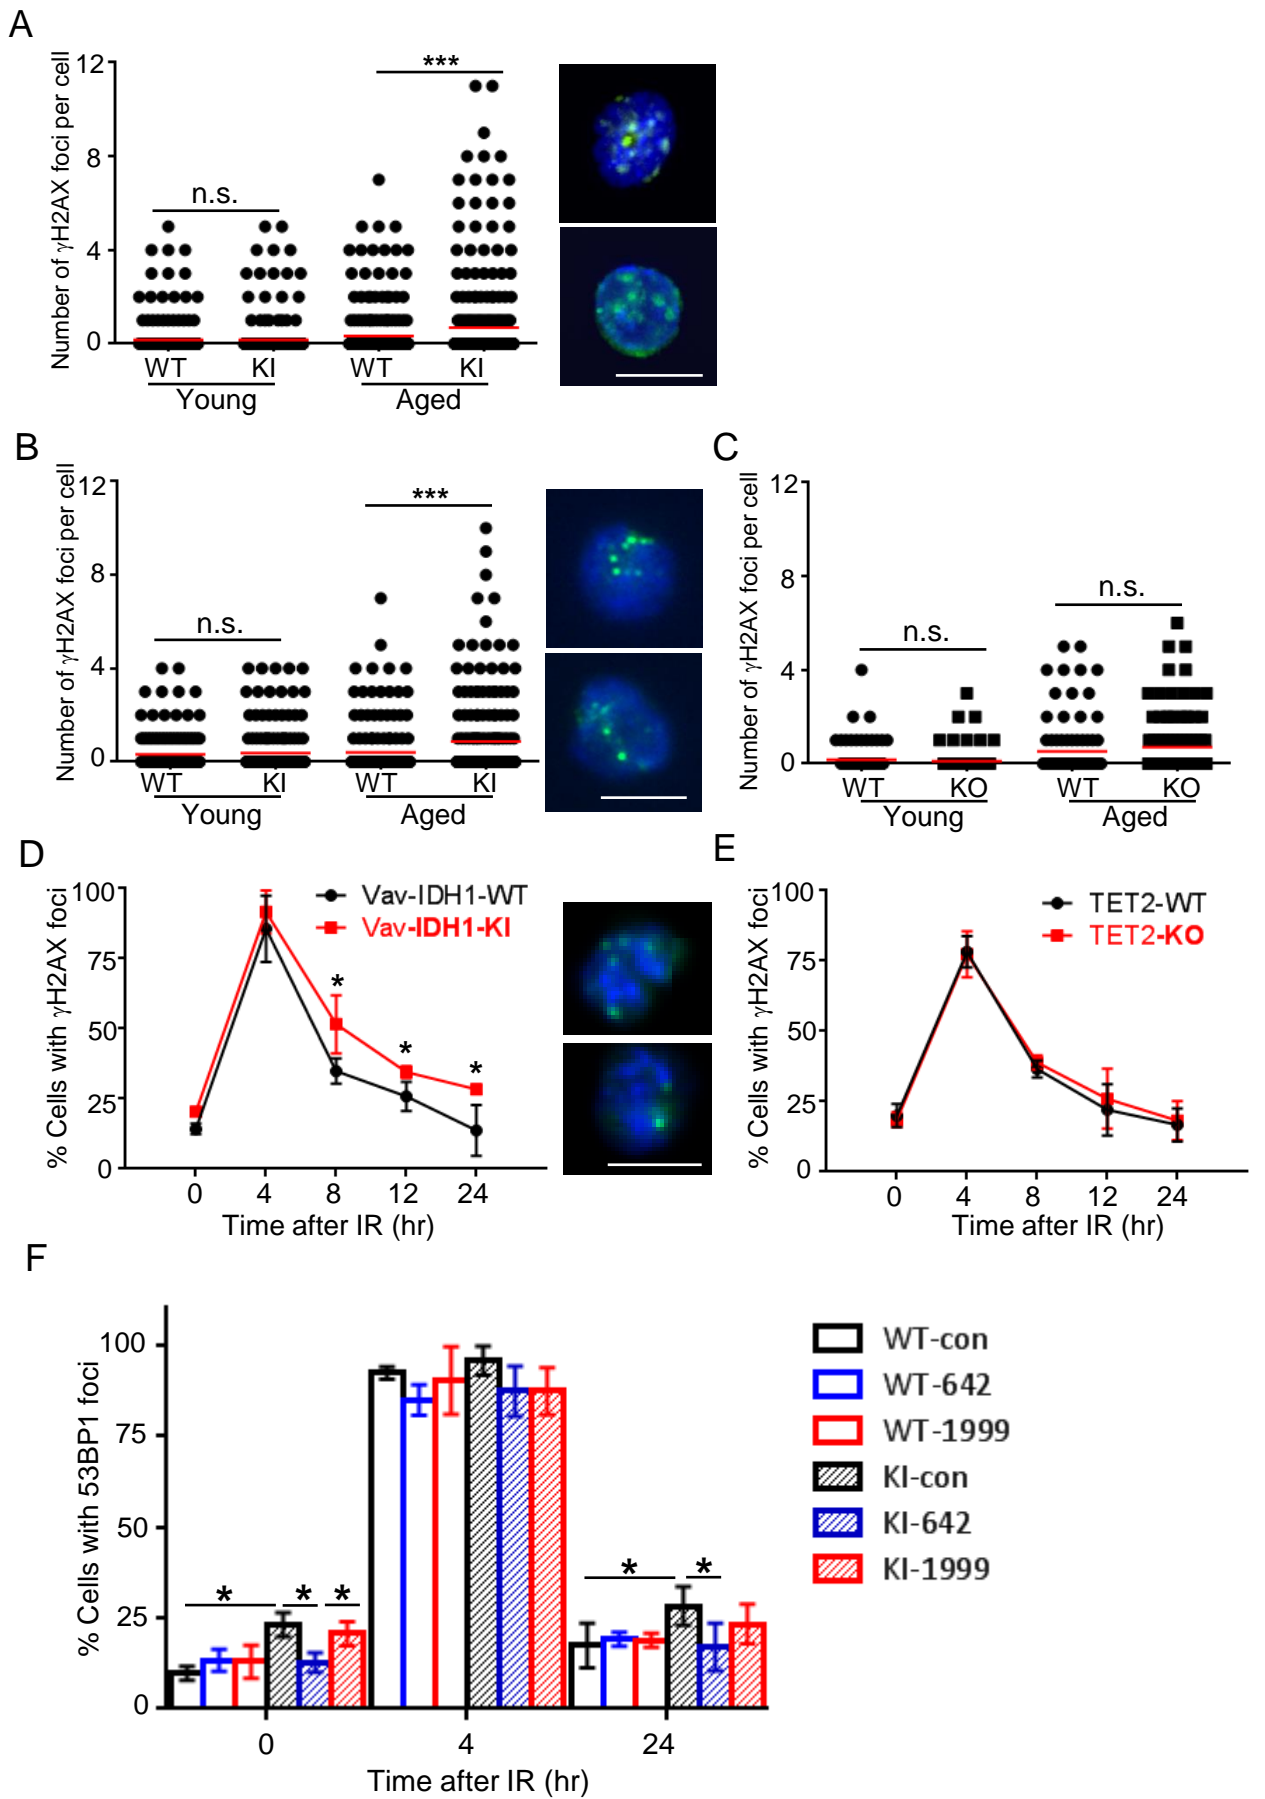 A
Number of γH2AX foci per cell
12
8
4
0
n.s.
***
WT KI WT KI
Young Aged
B
Number of γH2AX foci per cell
12
8
4
0
n.s.
***
WT KI WT KI
Young Aged
C
Number of γH2AX foci per cell
12
8
4
0
n.s.
n.s.
WT KO WT KO
Young Aged
D
% Cells with γH2AX foci
100
75
50
25
0
Vav-IDH1-WT
Vav-IDH1-KI
* * *
0 4 8 12 24
Time after IR (hr)
E
% Cells with γH2AX foci
100
75
50
25
0
TET2-WT
TET2-KO
0 4 8 12 24
Time after IR (hr)
F
% Cells with 53BP1 foci
100
75
50
25
0
* * * * *
0 4 24
Time after IR (hr)
WT-con
WT-642
WT-1999
KI-con
KI-642
KI-1999